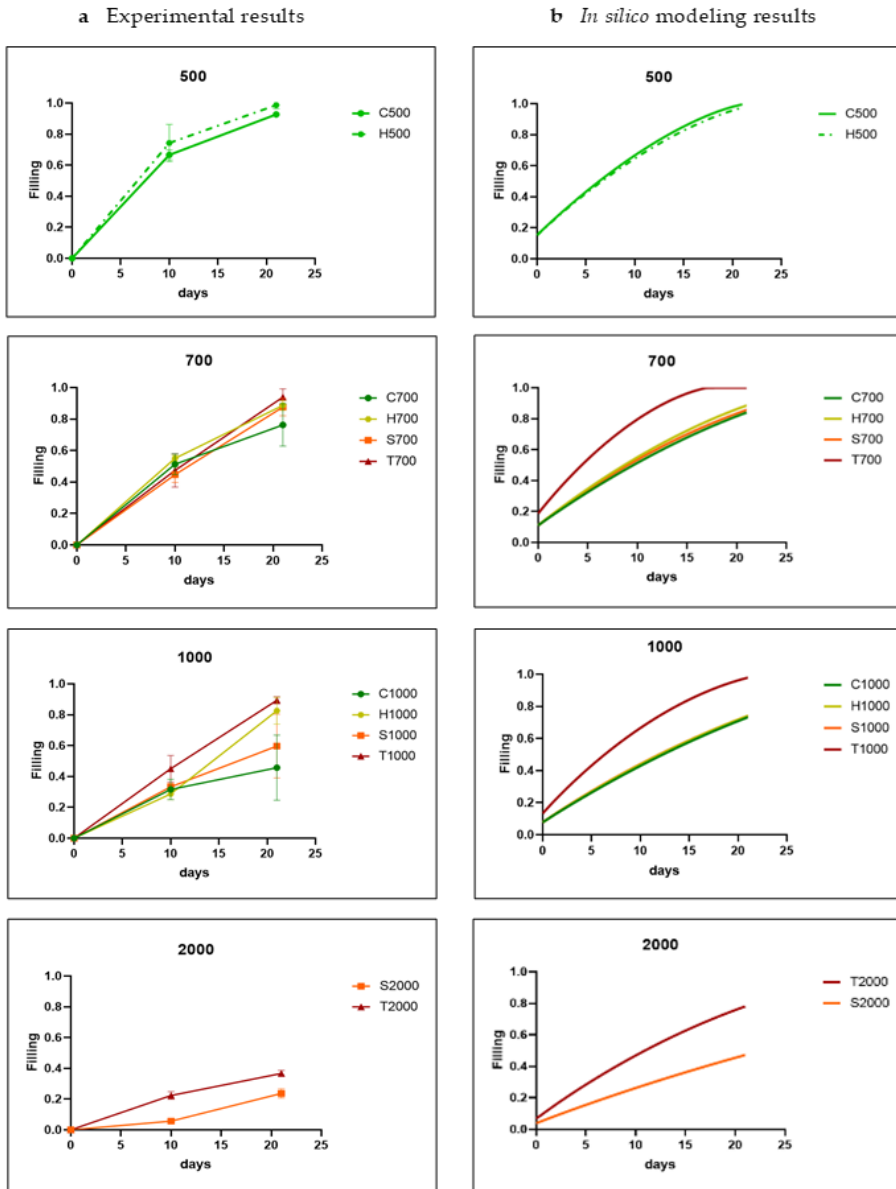 a Experimental results
b In silico modeling results
500
1.0
0.8
0.6
0.4
0.2
0.0
Filling
0 5 10 15 20 25
days
C500
H500
500
1.0
0.8
0.6
0.4
0.2
0.0
Filling
0 5 10 15 20 25
days
C500
H500
700
1.0
0.8
0.6
0.4
0.2
0.0
Filling
0 5 10 15 20 25
days
C700
H700
S700
T700
700
1.0
0.8
0.6
0.4
0.2
0.0
Filling
0 5 10 15 20 25
days
C700
H700
S700
T700
1000
1.0
0.8
0.6
0.4
0.2
0.0
Filling
0 5 10 15 20 25
days
C1000
H1000
S1000
T1000
1000
1.0
0.8
0.6
0.4
0.2
0.0
Filling
0 5 10 15 20 25
days
C1000
H1000
S1000
T1000
2000
1.0
0.8
0.6
0.4
0.2
0.0
Filling
0 5 10 15 20 25
days
S2000
T2000
2000
1.0
0.8
0.6
0.4
0.2
0.0
Filling
0 5 10 15 20 25
days
T2000
S2000